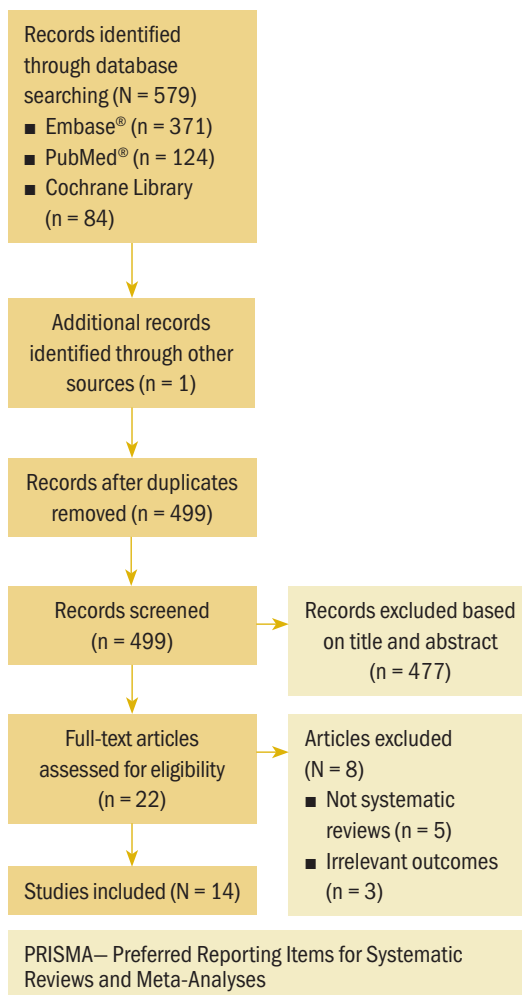 Records identified
through database
searching (N = 579)
■ Embase® (n = 371)
■ PubMed® (n = 124)
■ Cochrane Library
(n = 84)
Additional records
identified through other
sources (n = 1)
Records after duplicates
removed (n = 499)
Records screened
(n = 499)
Records excluded based
on title and abstract
(n = 477)
Full-text articles
assessed for eligibility
(n = 22)
Articles excluded
(N = 8)
■ Not systematic
reviews (n = 5)
■ Irrelevant outcomes
(n = 3)
Studies included (N = 14)
PRISMA— Preferred Reporting Items for Systematic
Reviews and Meta-Analyses